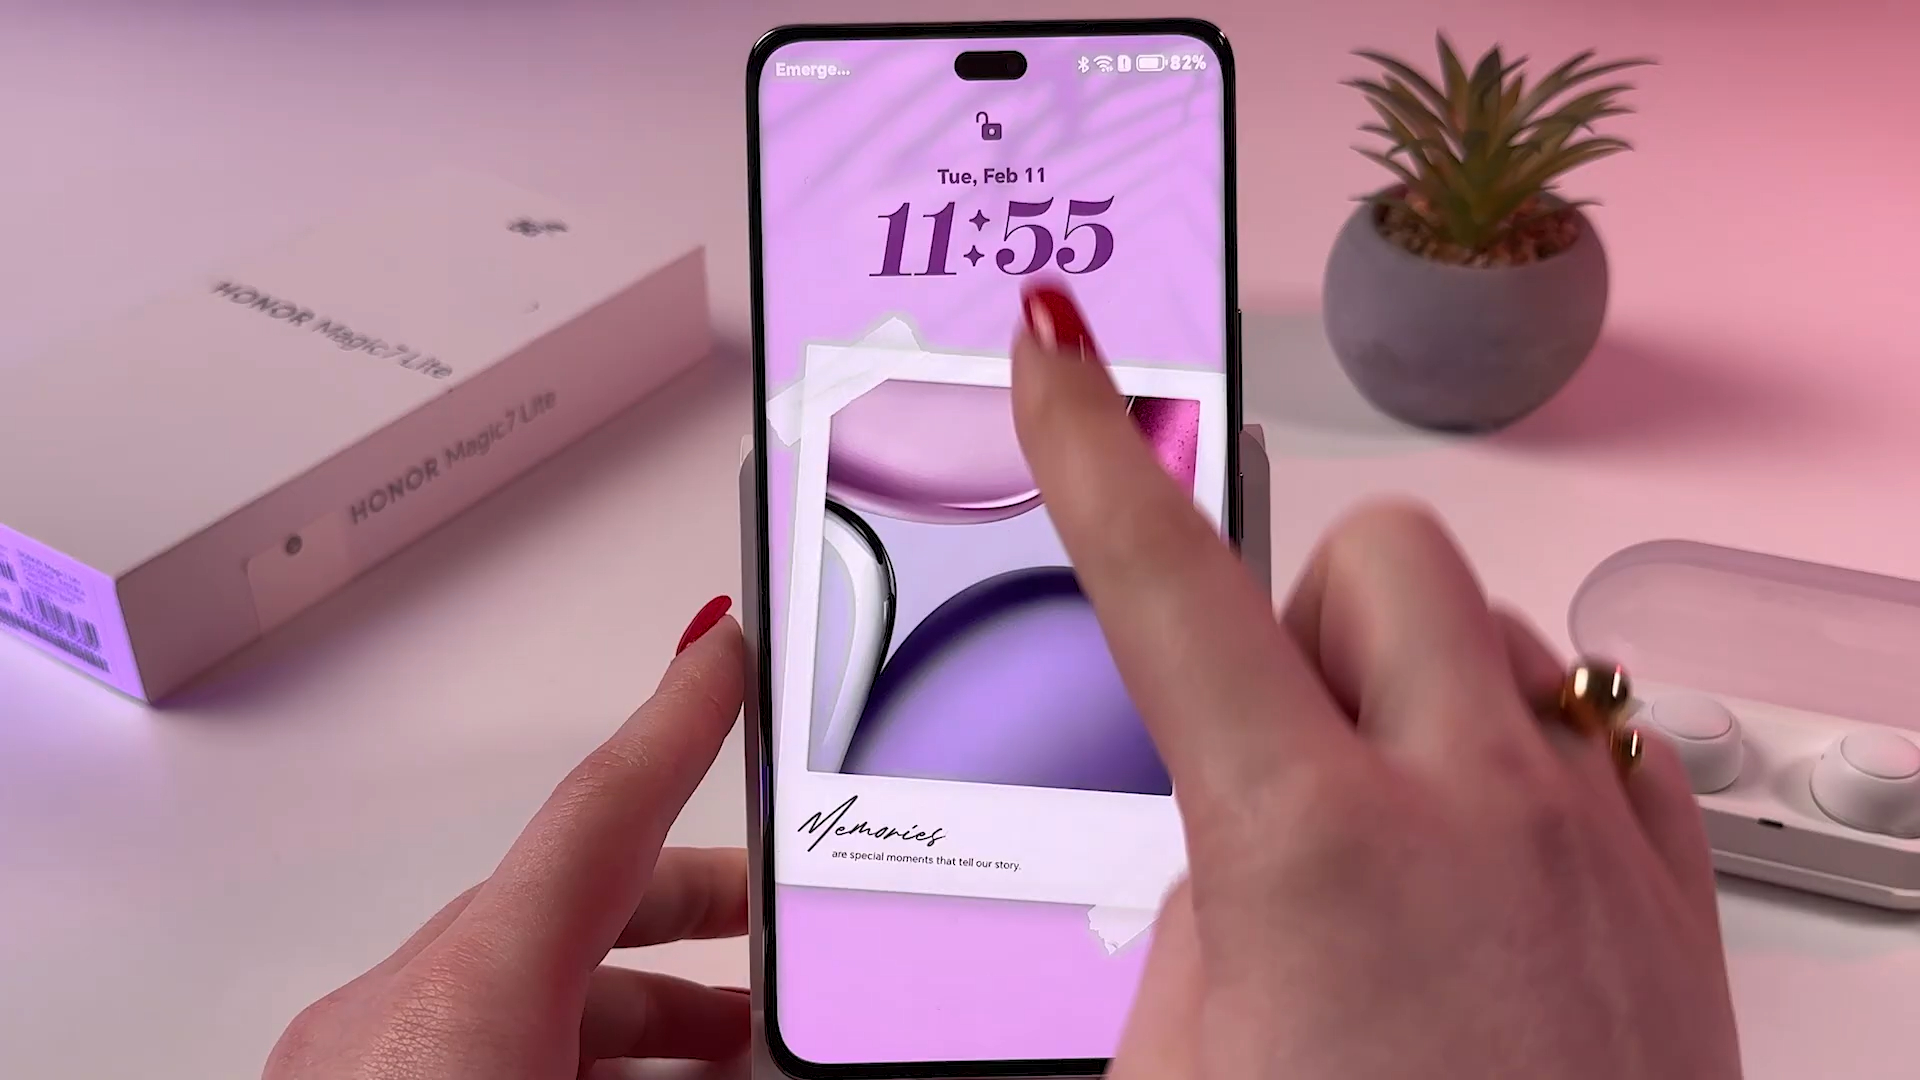 Emerge...
82%
Tue, Feb 11
11:55
Memories
are special moments that tell our story.
HONOR Magic7 Lite
HONOR Magic7 Lite